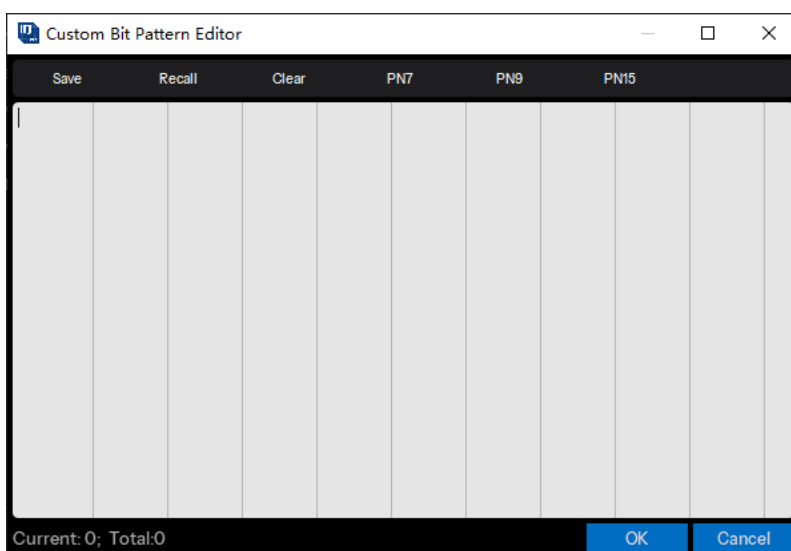 Custom Bit Pattern Editor
Save Recall Clear PN7 PN9 PN15
Current: 0; Total:0 OK Cancel